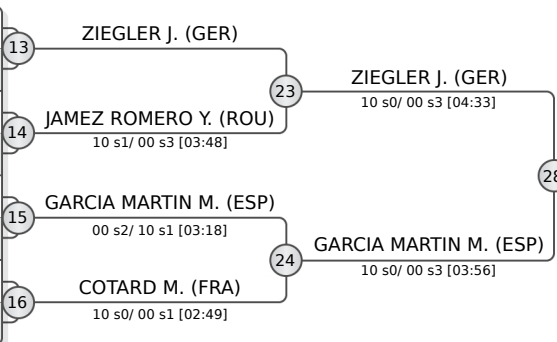 ZIEGLER J. (GER)
13
ZIEGLER J. (GER)
23
10 s0/ 00 s3 [04:33]
JAMEZ ROMERO Y. (ROU)
14
10 s1/ 00 s3 [03:48]
28
GARCIA MARTIN M. (ESP)
15
00 s2/ 10 s1 [03:18]
GARCIA MARTIN M. (ESP)
24
10 s0/ 00 s3 [03:56]
COTARD M. (FRA)
16
10 s0/ 00 s1 [02:49]